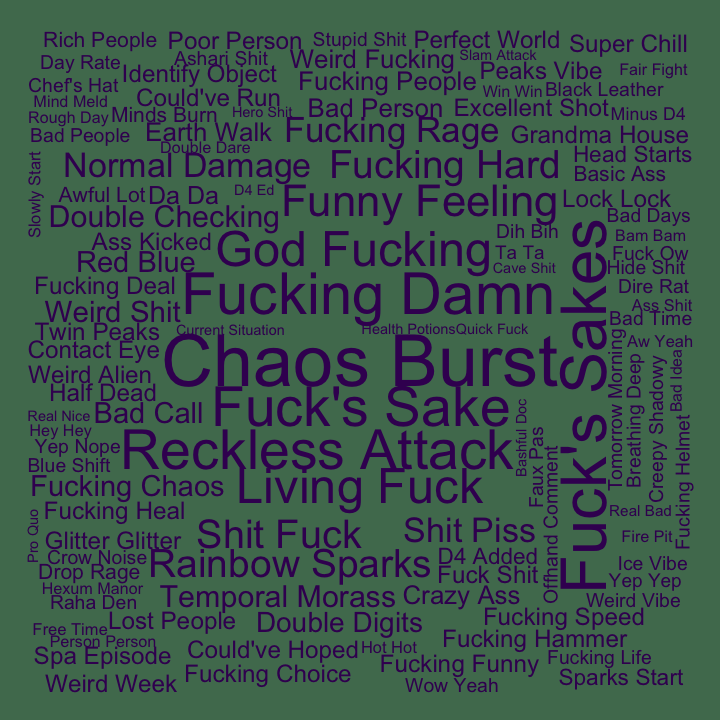 Rich People
Poor Person
Stupid Shit
Perfect World
Super Chill
Day Rate
Ashari Shit
Weird Fucking
Slam Attack
Peaks Vibe
Fair Fight
Chef's Hat
Identify Object
Fucking People
Win Win
Black Leather
Mind Meld
Could've Run
Rough Day
Minds Burn
Hero Shit
Bad Person
Excellent Shot
Minus D4
Bad People
Earth Walk
Fucking Rage
Grandma House
Double Dare
Slowly Start
Normal Damage
Fucking Hard
Head Starts
Basic Ass
Awful Lot
Da Da
D4 Ed
Funny Feeling
Lock Lock
Double Checking
Bad Days
Ass Kicked
God Fucking
Dih Bih
Bam Bam
Red Blue
Ta Ta
Fuck Ow
Cave Shit
Hide Shit
Fucking Deal
Fucking Damn
Fuck's Sakes
Dire Rat
Weird Shit
Ass Shit
Bad Time
Twin Peaks
Current Situation
Health Potions
Quick Fuck
Aw Yeah
Contact Eye
Chaos Burst
Tomorrow Morning
Breathing Deep
Creepy Shadowy
Bad Idea
Weird Alien
Half Dead
Bad Call
Fuck's Sake
Real Nice
Hey Hey
Bashful Doc
Faux Pas
Yep Nope
Reckless Attack
Offhand Comment
Fucking Helmet
Blue Shift
Fucking Chaos
Living Fuck
Fucking Heal
Real Bad
Pro Quo
Glitter Glitter
Shit Fuck
Shit Piss
Fire Pit
Crow Noise
Rainbow Sparks
D4 Added
Ice Vibe
Drop Rage
Fuck Shit
Yep Yep
Hexum Manor
Raha Den
Temporal Morass
Crazy Ass
Weird Vibe
Free Time
Lost People
Double Digits
Fucking Speed
Person Person
Fucking Hammer
Spa Episode
Could've Hoped
Hot Hot
Fucking Funny
Fucking Life
Weird Week
Fucking Choice
Wow Yeah
Sparks Start